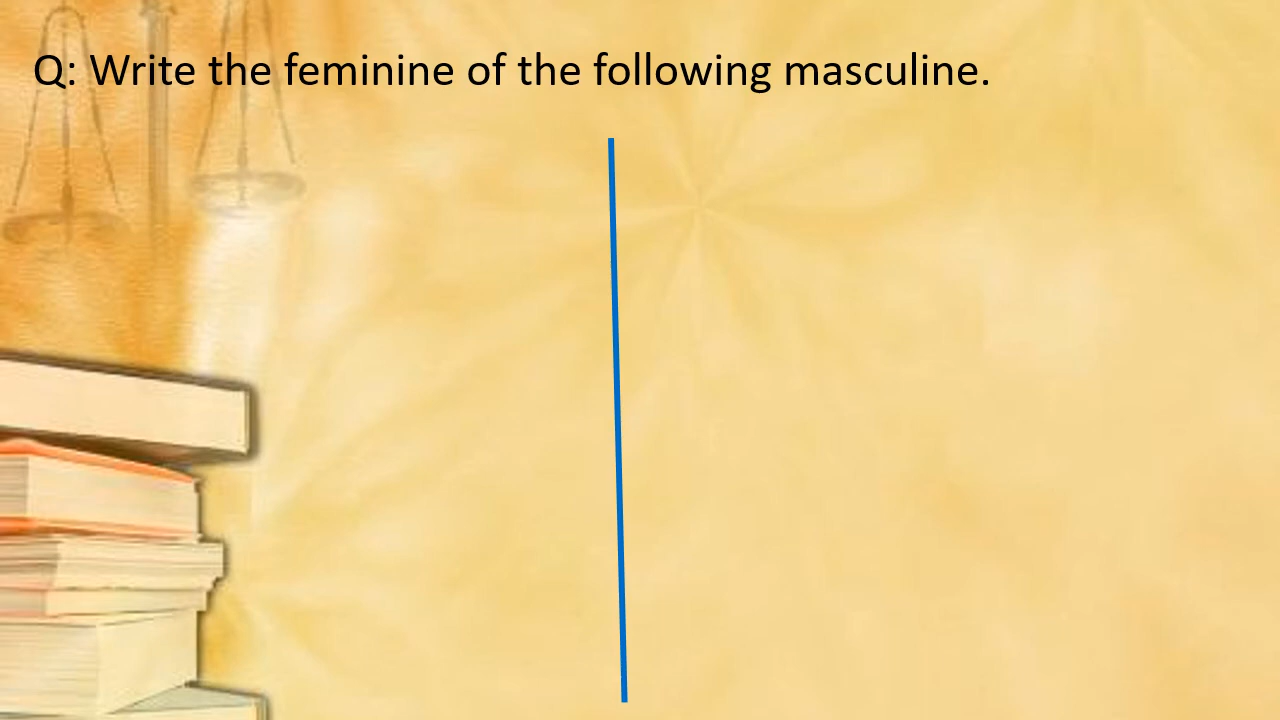 Q: Write the feminine of the following masculine.